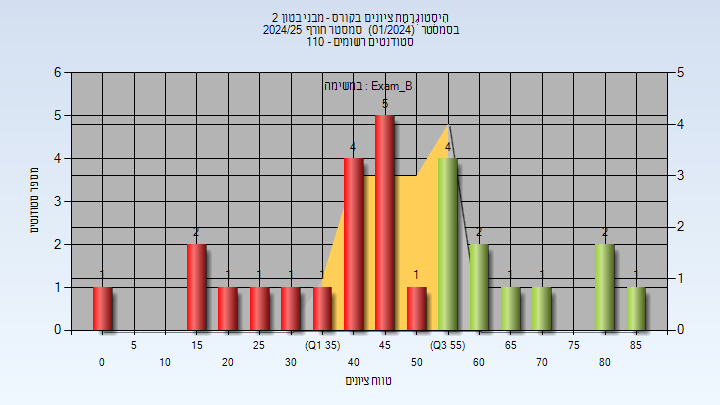 הִיסְטוֹגְרָמַת ציונים בקורס - מבני בטון 2
בסמסטר (01/2024) סמסטר חורף 2024/25
סטודנטים רשומים - 110
במשימה : Exam_B
מספר סטודנטים
6 5 4 3 2 1 0
5 4 3 2 1 0
1 2 1 1 1 1 4 5 1 4 2 1 1 2 1
5 15 25 (Q1 35) 45 (Q3 55) 65 75 85
0 10 20 30 40 50 60 70 80
טווח ציונים